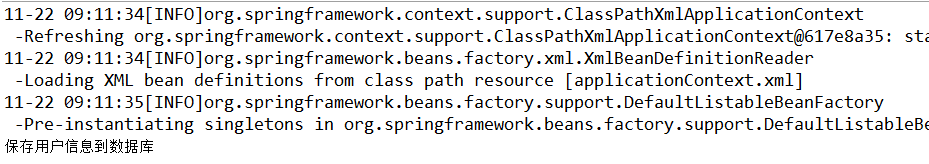 11-22 09:11:34[INFO]org.springframework.context.support.ClassPathXmlApplicationContext
-Refreshing org.springframework.context.support.ClassPathXmlApplicationContext@617e8a35: sta
11-22 09:11:34[INFO]org.springframework.beans.factory.xml.XmlBeanDefinitionReader
-Loading XML bean definitions from class path resource [applicationContext.xml]
11-22 09:11:35[INFO]org.springframework.beans.factory.support.DefaultListableBeanFactory
-Pre-instantiating singletons in org.springframework.beans.factory.support.DefaultListableBe
保存用户信息到数据库